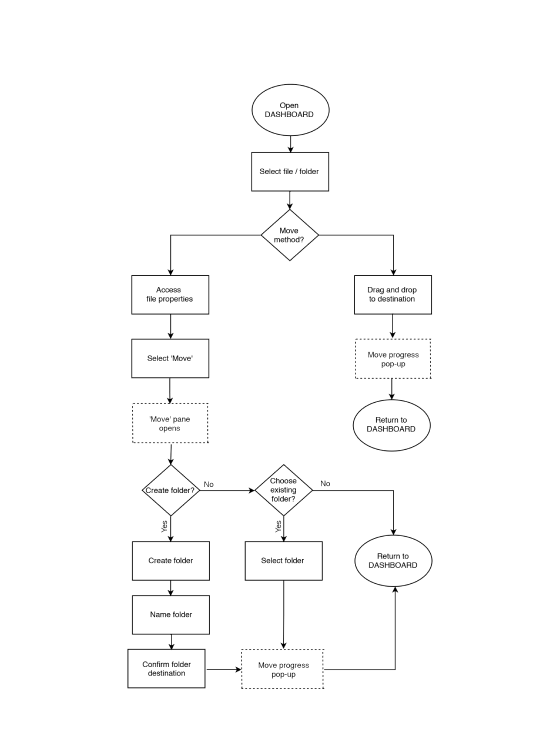 Open
DASHBOARD
Select file / folder
Move
method?
Access
file properties
Drag and drop
to destination
Select 'Move'
Move progress
pop-up
'Move' pane
opens
Return to
DASHBOARD
Create folder?
No
Choose
existing
folder?
No
Yes
Yes
Create folder
Select folder
Return to
DASHBOARD
Name folder
Confirm folder
destination
Move progress
pop-up